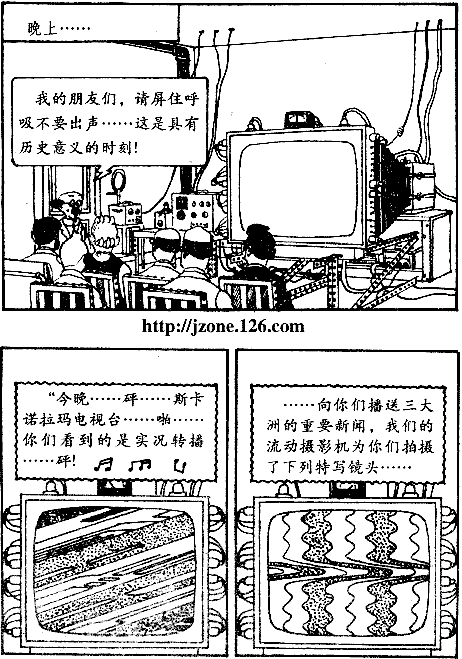 晚上……
我的朋友们，请屏住呼
吸不要出声……这是具有
历史意义的时刻！
http://jzone.126.com
“今晚……砰……斯卡
诺拉玛电视台……啪……
你们看到的是实况转播
……砰！
……向你们播送三大
洲的重要新闻，我们的
流动摄影机为你们拍摄
了下列特写镜头……